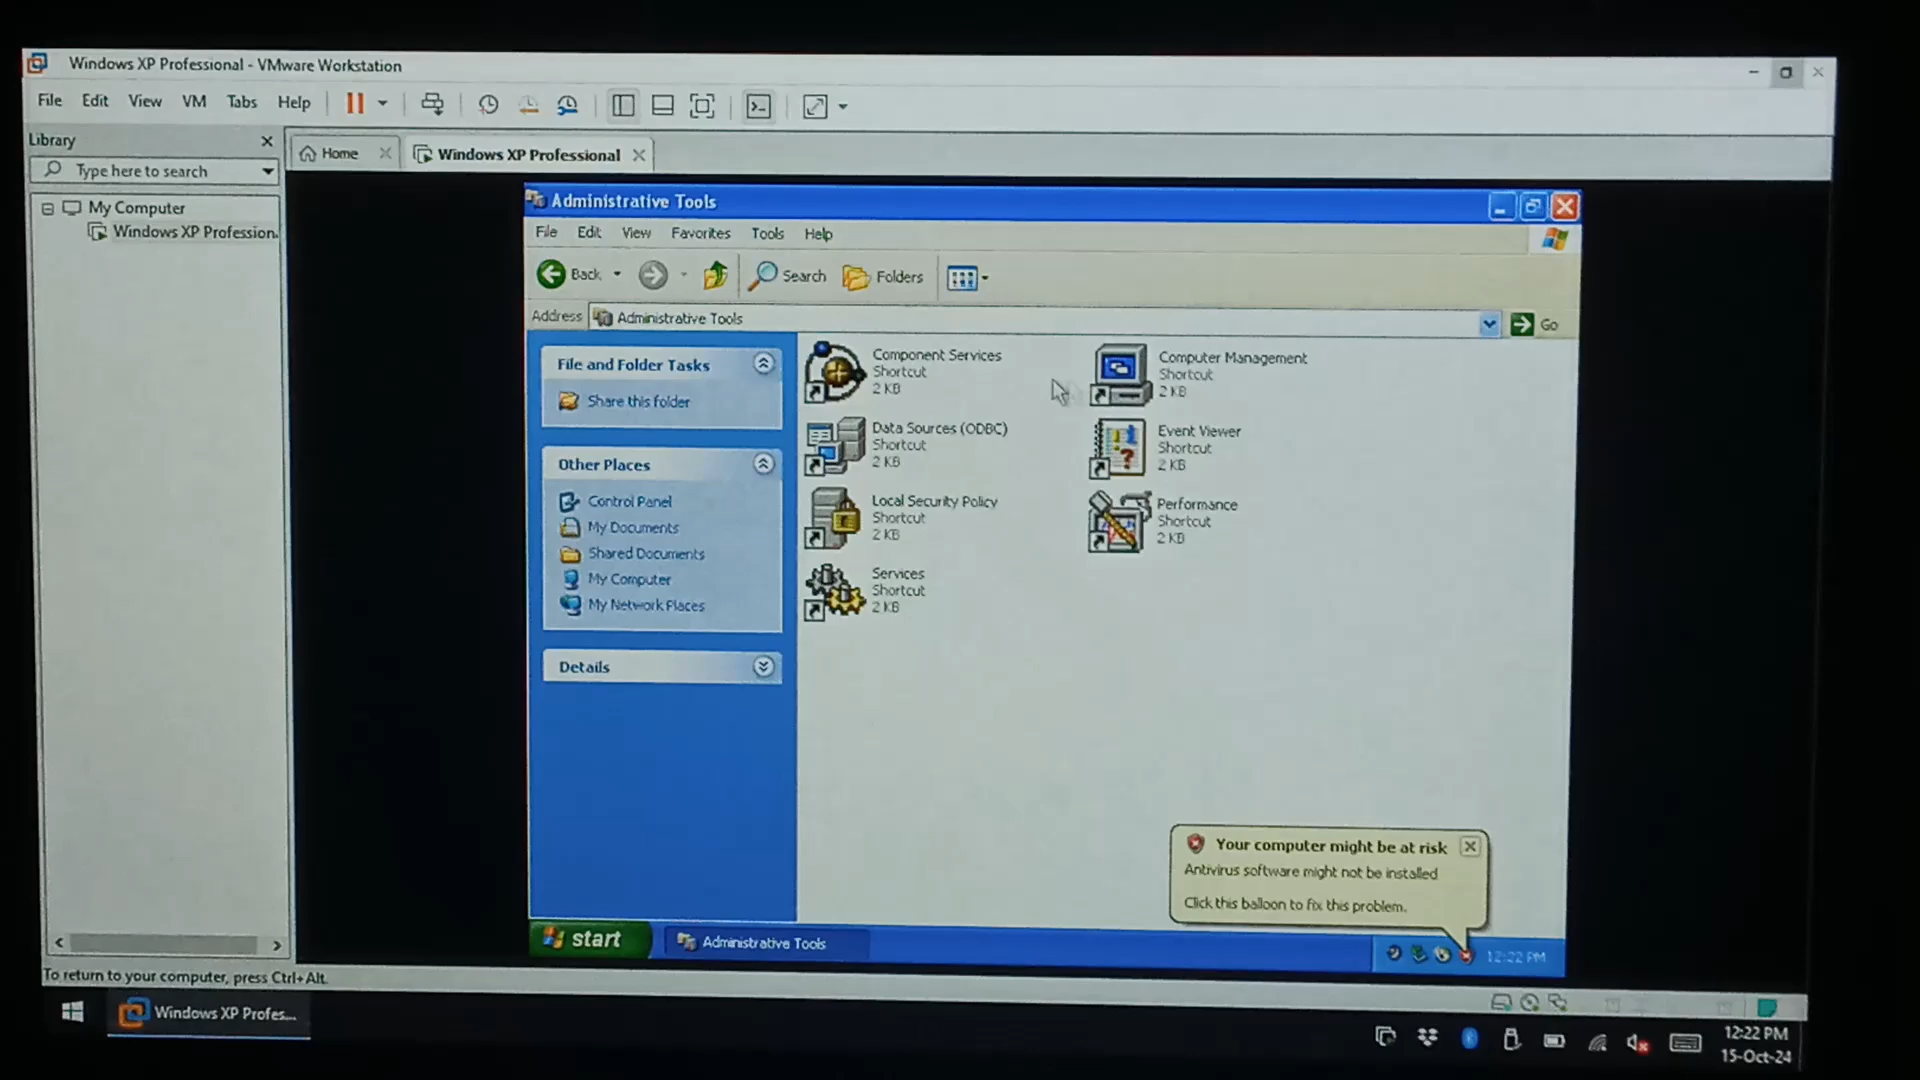 Windows XP Professional - VMware Workstation
File Edit View VM Tabs Help
Library
Type here to search
My Computer
Windows XP Profession
Home
Windows XP Professional
Administrative Tools
File Edit View Favorites Tools Help
Back Search Folders
Address Administrative Tools Go
File and Folder Tasks
Share this folder
Other Places
Control Panel
My Documents
Shared Documents
My Computer
My Network Places
Details
Component Services
Shortcut
2 KB
Computer Management
Shortcut
2 KB
Data Sources (ODBC)
Shortcut
2 KB
Event Viewer
Shortcut
2 KB
Local Security Policy
Shortcut
2 KB
Performance
Shortcut
2 KB
Services
Shortcut
2 KB
Your computer might be at risk
Antivirus software might not be installed
Click this balloon to fix this problem.
start Administrative Tools 12:22 PM
To return to your computer, press Ctrl+Alt.
Windows XP Profes...
12:22 PM
15-Oct-24